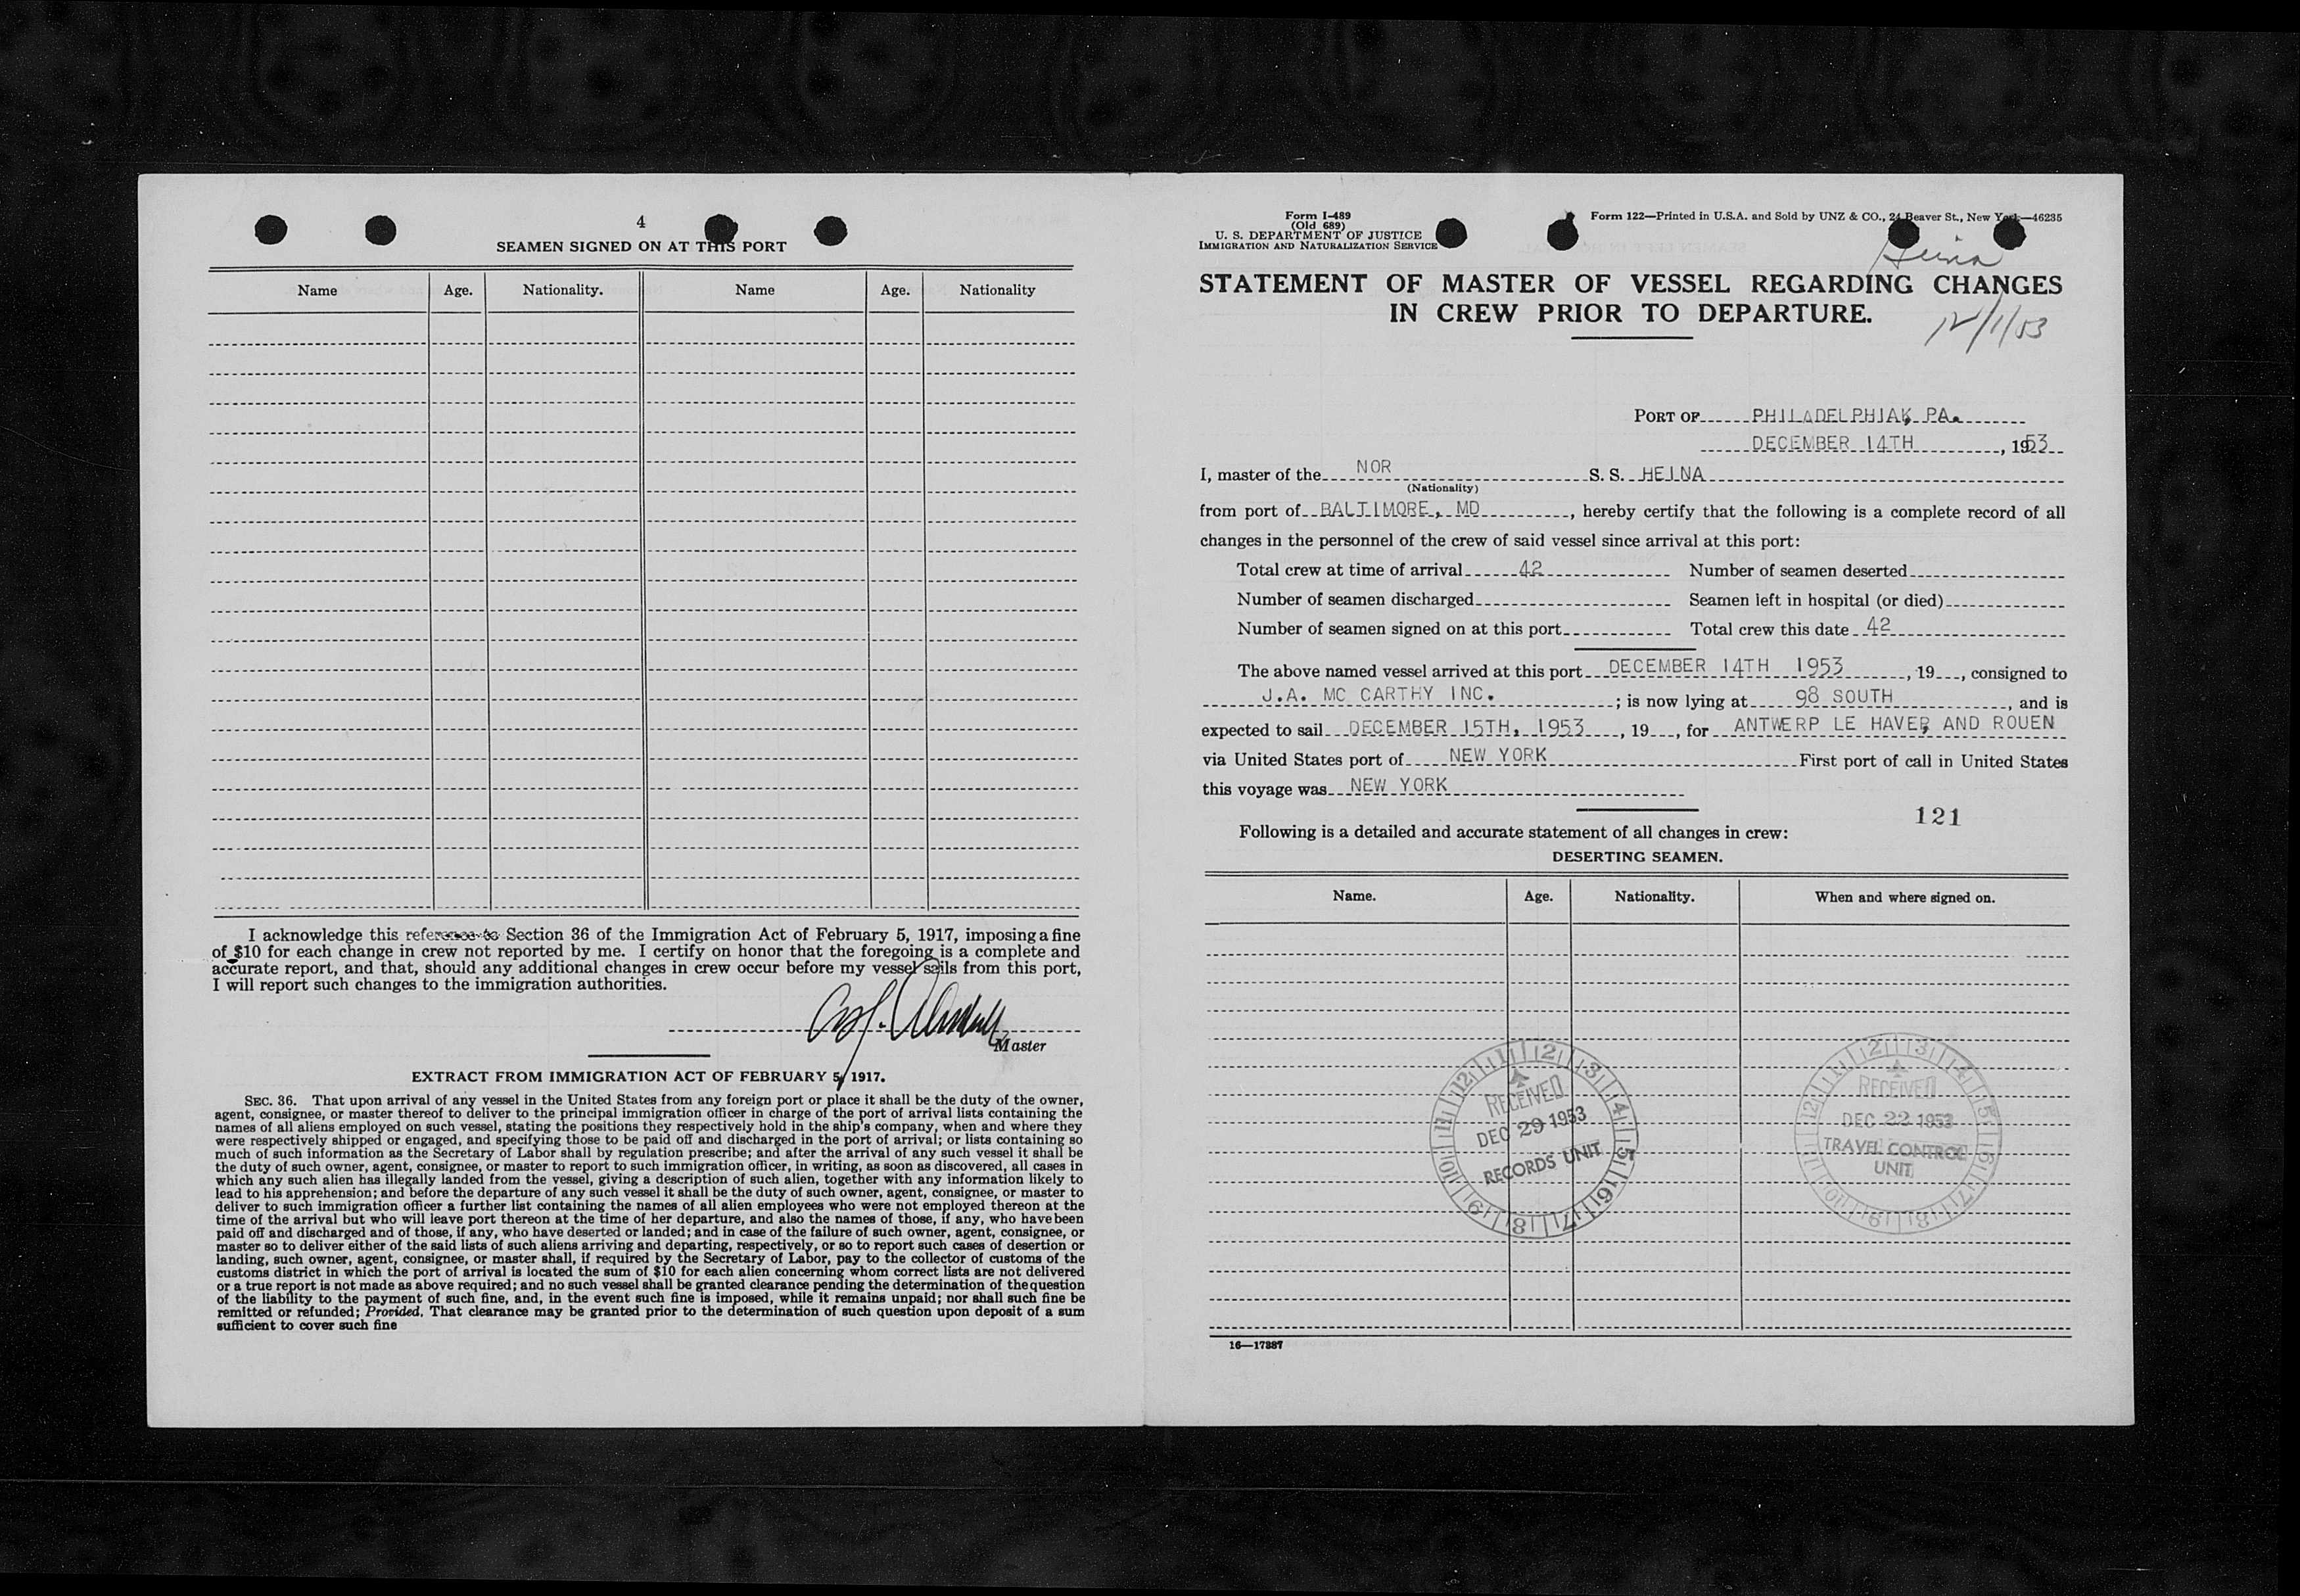 4
SEAMEN SIGNED ON AT THIS PORT
Name Age. Nationality. Name Age. Nationality
I acknowledge this reference to Section 36 of the Immigration Act of February 5, 1917, imposing a fine
of $10 for each change in crew not reported by me. I certify on honor that the foregoing is a complete and
accurate report, and that, should any additional changes in crew occur before my vessel sails from this port,
I will report such changes to the immigration authorities.
Master
EXTRACT FROM IMMIGRATION ACT OF FEBRUARY 5, 1917.
SEC. 36. That upon arrival of any vessel in the United States from any foreign port or place it shall be the duty of the owner,
agent, consignee, or master thereof to deliver to the principal immigration officer in charge of the port of arrival lists containing the
names of all aliens employed on such vessel, stating the positions they respectively hold in the ship's company, when and where they
were respectively shipped or engaged, and specifying those to be paid off and discharged in the port of arrival; or lists containing so
much of such information as the Secretary of Labor shall by regulation prescribe; and after the arrival of any such vessel it shall be
the duty of such owner, agent, consignee, or master to report to such immigration officer, in writing, as soon as discovered, all cases in
which any such alien has illegally landed from the vessel, giving a description of such alien, together with any information likely to
lead to his apprehension; and before the departure of any such vessel it shall be the duty of such owner, agent, consignee, or master to
deliver to such immigration officer a further list containing the names of all alien employees who were not employed thereon at the
time of the arrival but who will leave port thereon at the time of her departure, and also the names of those, if any, who have been
paid off and discharged and of those, if any, who have deserted or landed; and in case of the failure of such owner, agent, consignee, or
master so to deliver either of the said lists of such aliens arriving and departing, respectively, or so to report such cases of desertion or
landing, such owner, agent, consignee, or master shall, if required by the Secretary of Labor, pay to the collector of customs of the
customs district in which the port of arrival is located the sum of $10 for each alien concerning whom correct lists are not delivered
or a true report is not made as above required; and no such vessel shall be granted clearance pending the determination of the question
of the liability to the payment of such fine, and, in the event such fine is imposed, while it remains unpaid; nor shall such fine be
remitted or refunded; Provided, That clearance may be granted prior to the determination of such question upon deposit of a sum
sufficient to cover such fine
Form I-489
(Old 689)
U. S. DEPARTMENT OF JUSTICE
IMMIGRATION AND NATURALIZATION SERVICE
Form 122—Printed in U.S.A. and Sold by UNZ & CO., 24 Beaver St., New York—46235
Heina
STATEMENT OF MASTER OF VESSEL REGARDING CHANGES
IN CREW PRIOR TO DEPARTURE.
12/1/53
PORT OF PHILADELPHIAK, PA.
DECEMBER 14TH, 1953
I, master of the NOR S. S. HEINA
(Nationality)
from port of BALTIMORE, MD, hereby certify that the following is a complete record of all
changes in the personnel of the crew of said vessel since arrival at this port:
Total crew at time of arrival 42 Number of seamen deserted
Number of seamen discharged Seamen left in hospital (or died)
Number of seamen signed on at this port Total crew this date 42
The above named vessel arrived at this port DECEMBER 14TH 1953, 19, consigned to
J.A. MC CARTHY INC.; is now lying at 98 SOUTH, and is
expected to sail DECEMBER 15TH, 1953, 19, for ANTWERP LE HAVER, AND ROUEN
via United States port of NEW YORK First port of call in United States
this voyage was NEW YORK
121
Following is a detailed and accurate statement of all changes in crew:
DESERTING SEAMEN.
Name. Age. Nationality. When and where signed on.
12 1 2 3 4 5 6 7 8 9 10 11
RECEIVED
DEC 29 1953
RECORDS UNIT
12 1 2 3 4 5 6 7 8 9 10
RECEIVED
DEC 22 1953
TRAVEL CONTROL
UNIT
16—17887